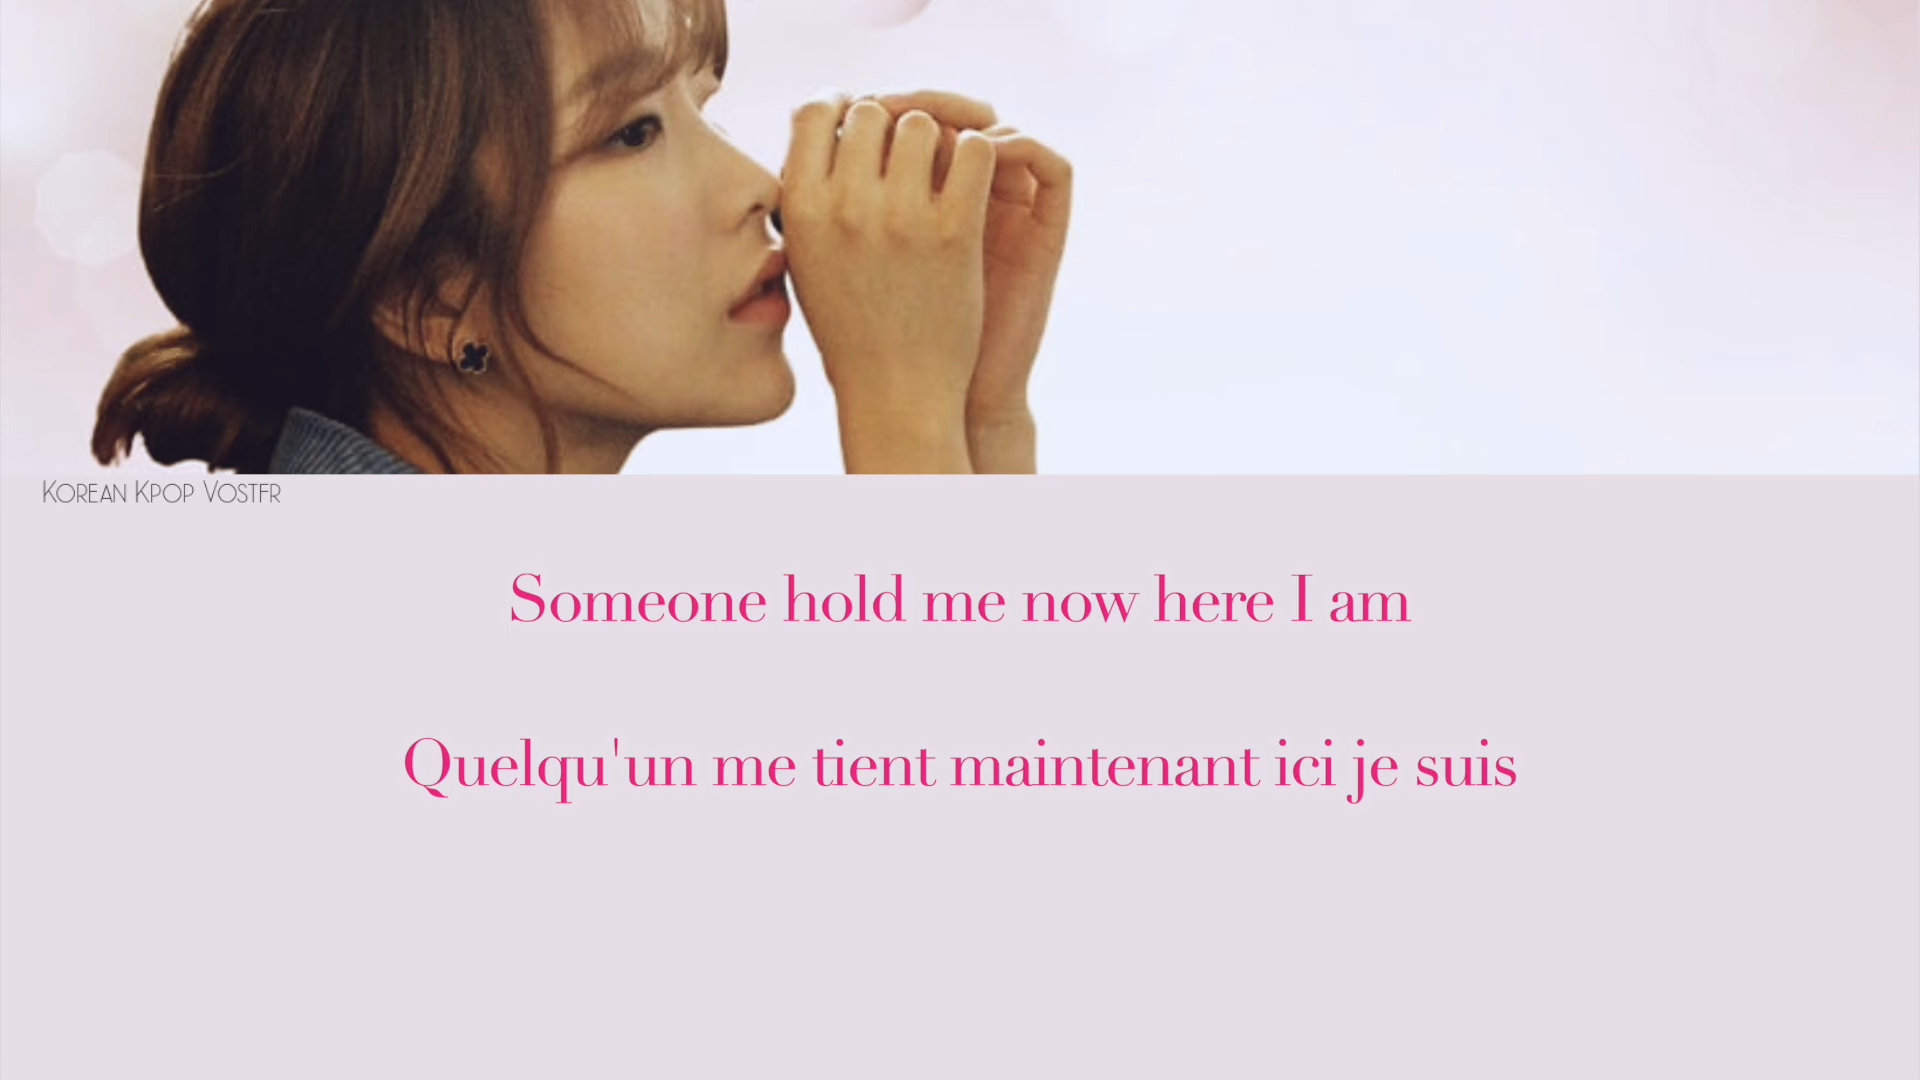 Korean Kpop Vostfr
Someone hold me now here I am
Quelqu'un me tient maintenant ici je suis